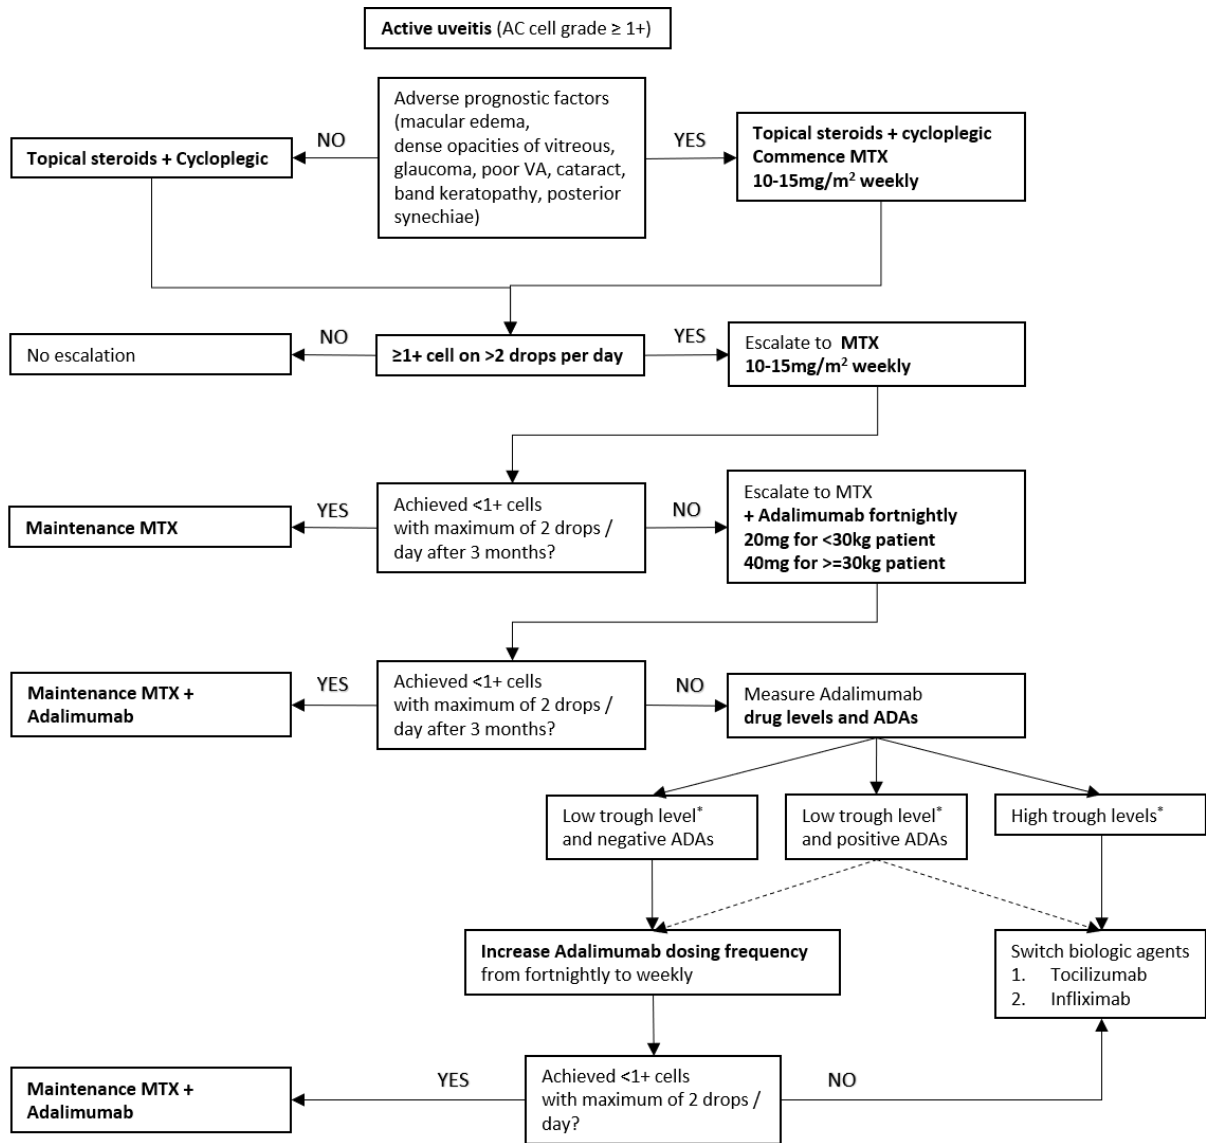 Active uveitis (AC cell grade ≥ 1+)
Adverse prognostic factors
(macular edema,
dense opacities of vitreous,
glaucoma, poor VA, cataract,
band keratopathy, posterior
synechiae)
NO
YES
Topical steroids + Cycloplegic
Topical steroids + cycloplegic
Commence MTX
10-15mg/m² weekly
No escalation
NO
≥1+ cell on >2 drops per day
YES
Escalate to MTX
10-15mg/m² weekly
Maintenance MTX
YES
Achieved <1+ cells
with maximum of 2 drops /
day after 3 months?
NO
Escalate to MTX
+ Adalimumab fortnightly
20mg for <30kg patient
40mg for >=30kg patient
Maintenance MTX +
Adalimumab
YES
Achieved <1+ cells
with maximum of 2 drops /
day after 3 months?
NO
Measure Adalimumab
drug levels and ADAs
Low trough level*
and negative ADAs
Low trough level*
and positive ADAs
High trough levels*
Increase Adalimumab dosing frequency
from fortnightly to weekly
Switch biologic agents
1. Tocilizumab
2. Infliximab
Maintenance MTX +
Adalimumab
YES
Achieved <1+ cells
with maximum of 2 drops /
day?
NO